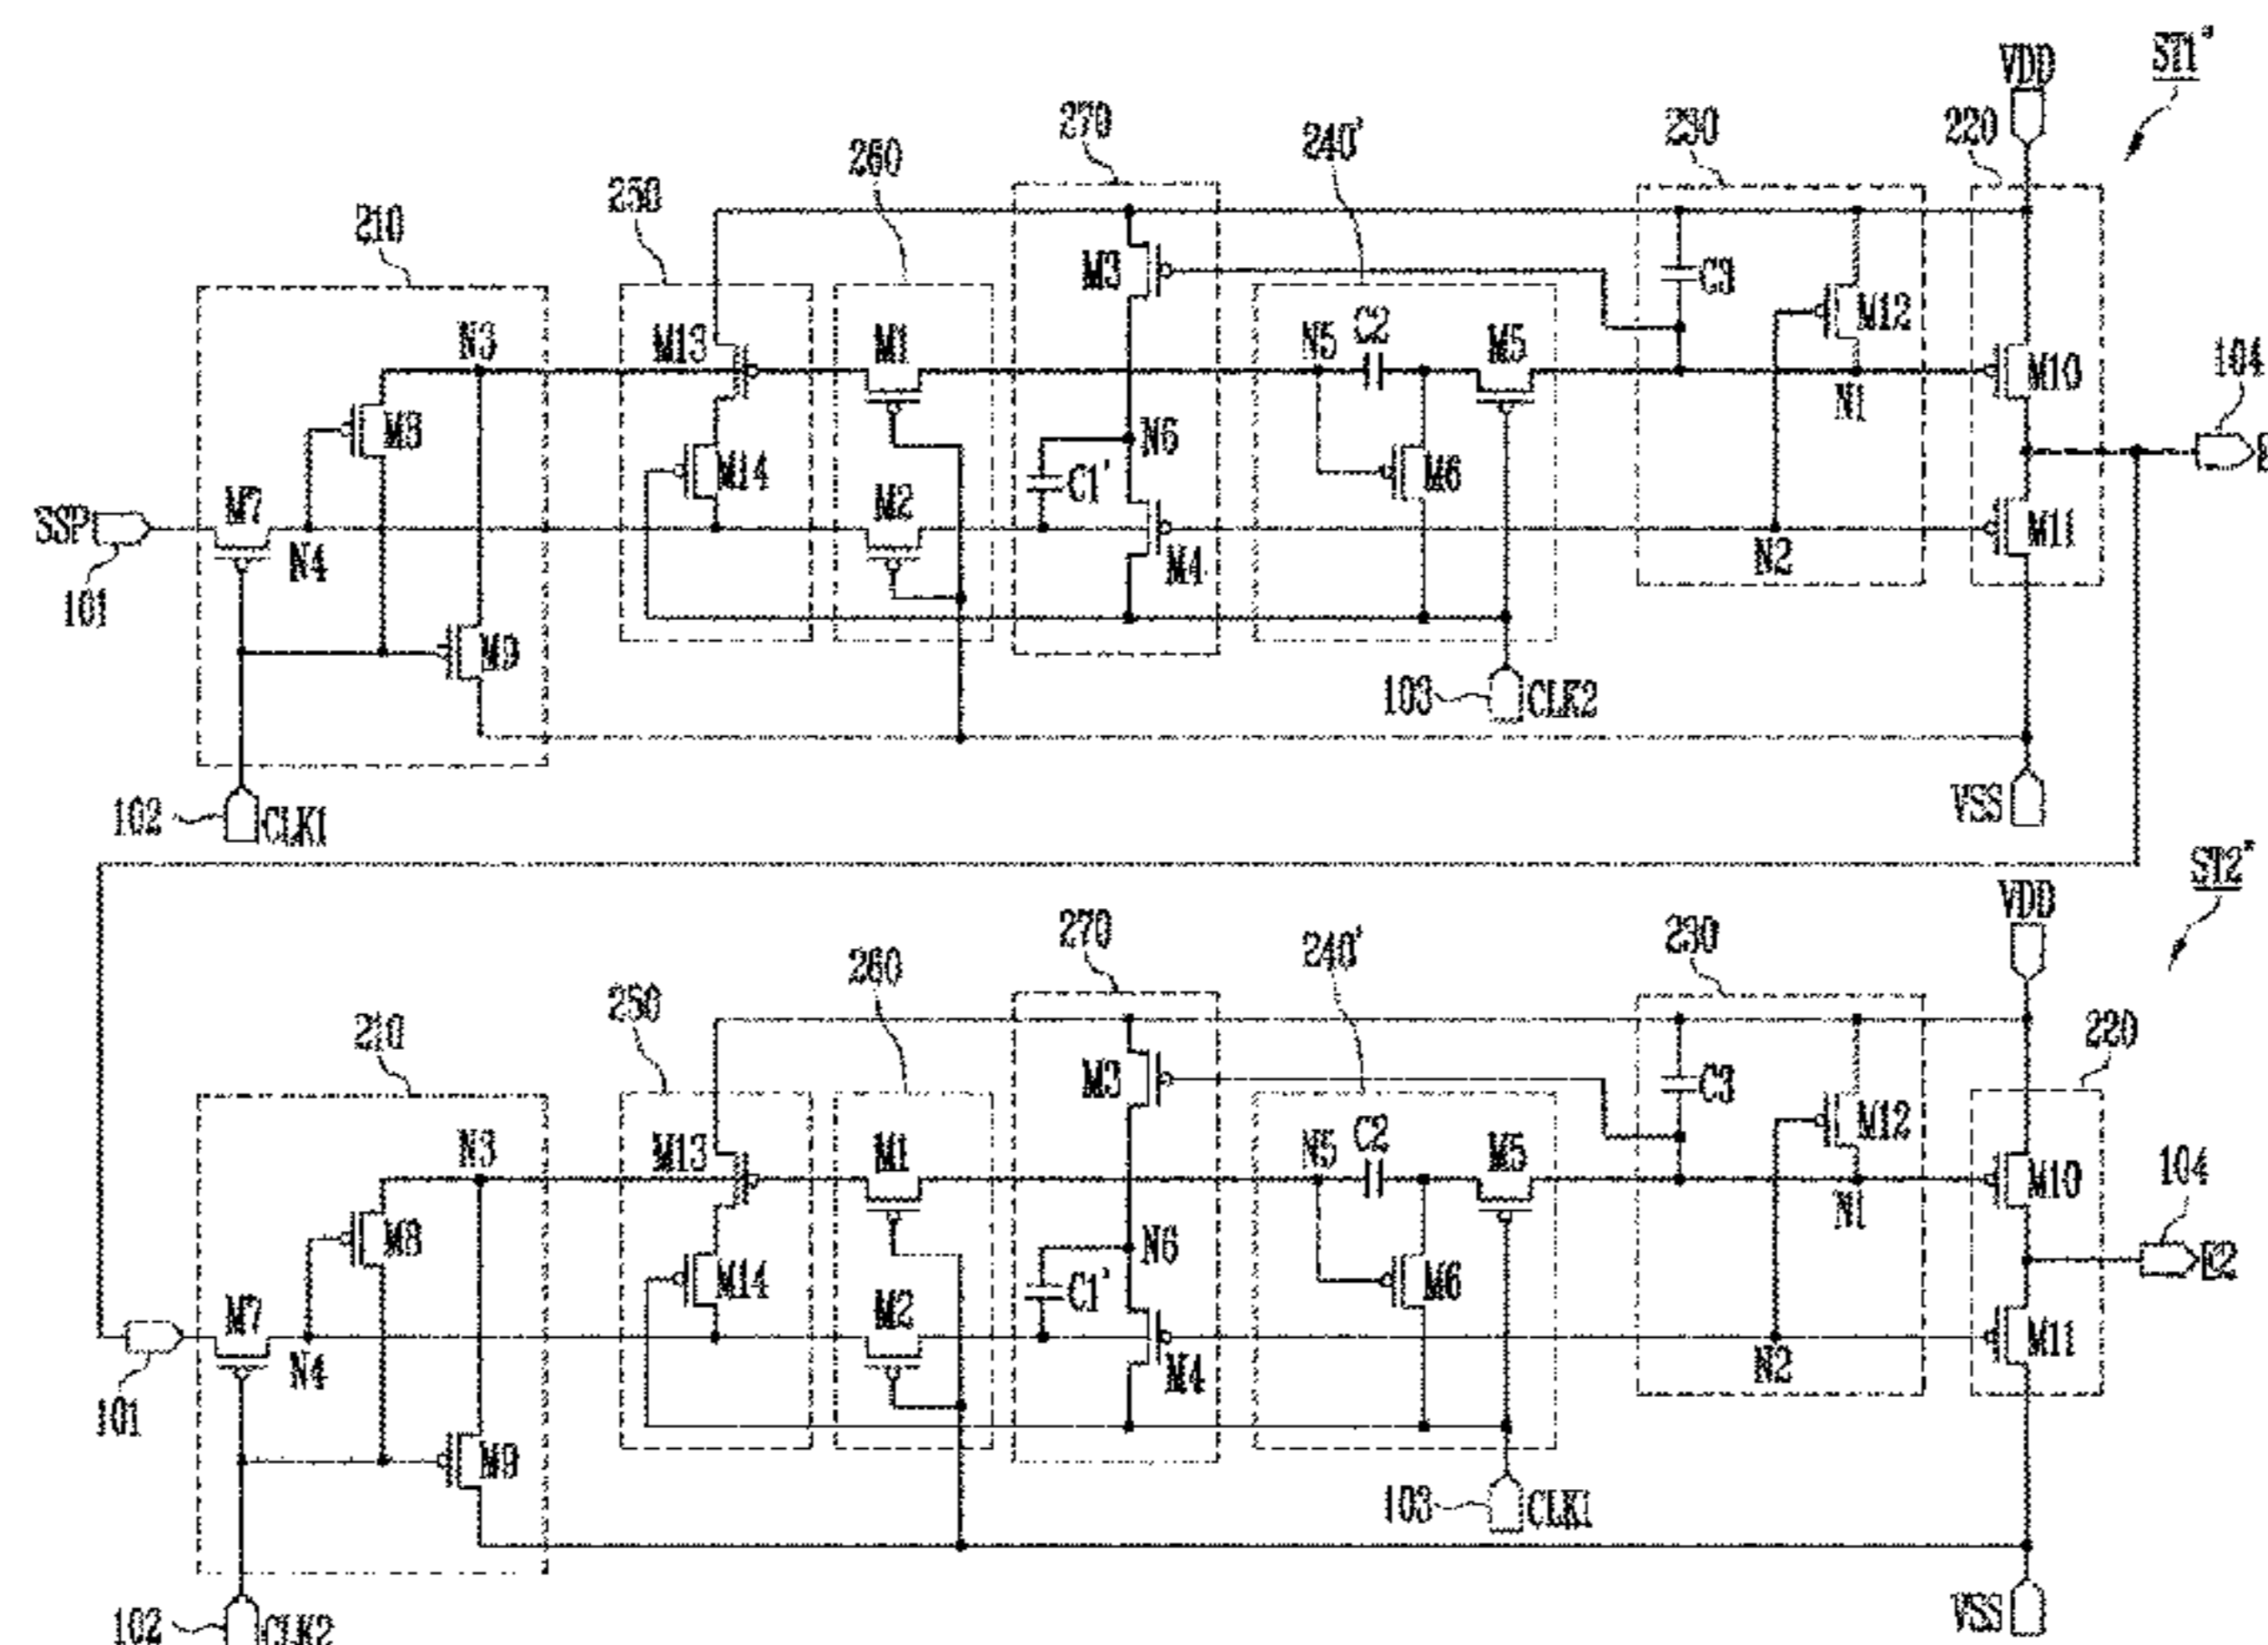 ST1"
VDD
270
240'
230
220
260
250
210
M3
C3
M12
N3
M13
M1
N5
C2
M5
M10
104
N1
M8
N6
M14
C1'
M6
M7
M2
M11
SSP
N4
M4
N2
101
M9
103
CLK2
102
CLK1
VSS
ST2"
VDD
270
240'
230
260
250
210
220
M3
C3
M12
N3
M13
M1
N5
C2
M5
M10
104
N1
M8
N6
E2
M14
C1'
M6
M7
M2
M11
N4
M4
N2
101
M9
103
CLK1
102
CLK2
VSS